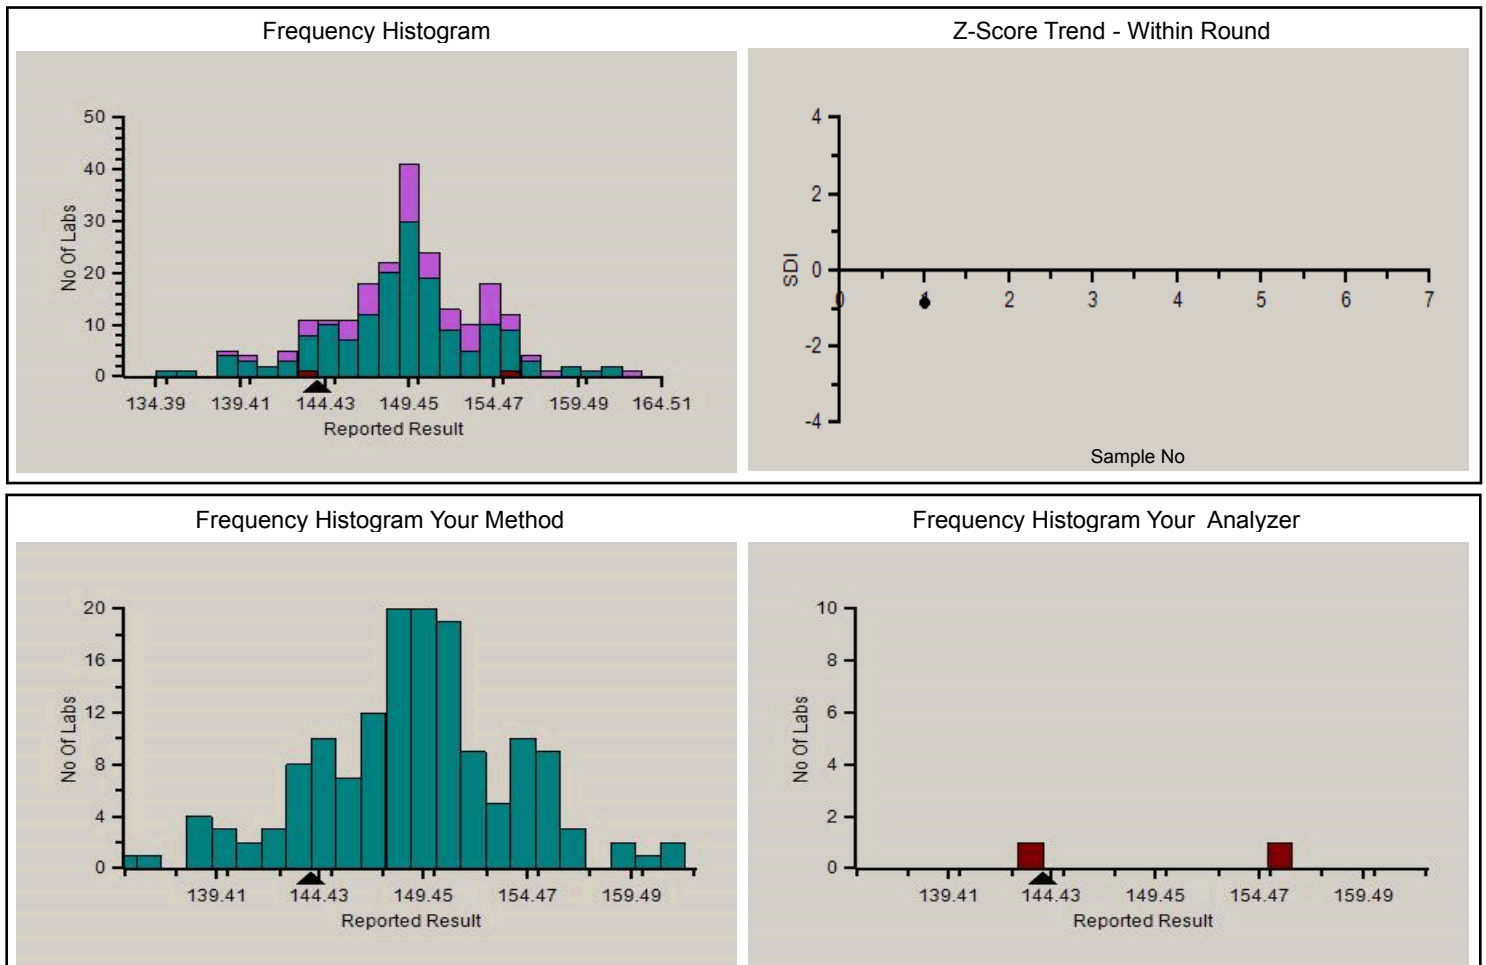 Frequency Histogram
50
40
30
20
10
0
No Of Labs
134.39 139.41 144.43 149.45 154.47 159.49 164.51
Reported Result
Z-Score Trend - Within Round
4
2
0
-2
-4
SDI
0 1 2 3 4 5 6 7
Sample No
Frequency Histogram Your Method
20
16
12
8
4
0
No Of Labs
139.41 144.43 149.45 154.47 159.49
Reported Result
Frequency Histogram Your Analyzer
10
8
6
4
2
0
No Of Labs
139.41 144.43 149.45 154.47 159.49
Reported Result